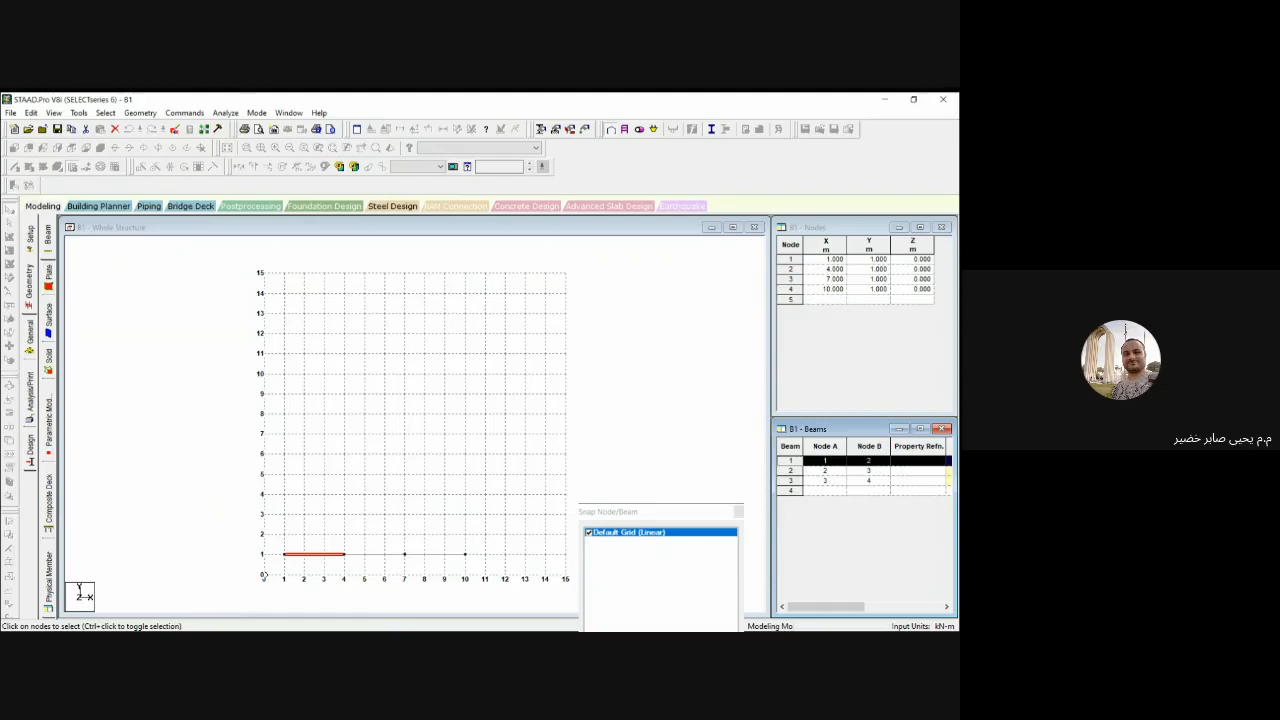 STAAD.Pro V8i (SELECTseries 6) - B1
File Edit View Tools Select Geometry Commands Analyze Mode Window Help
Modeling Building Planner Piping Bridge Deck Postprocessing Foundation Design Steel Design RAM Connection Concrete Design Advanced Slab Design Earthquake
Setup
Geometry
General
Analysis/Print
Design
Beam
Plate
Surface
Solid
Parametric Mod...
Composite Deck
Physical Member
B1 - Whole Structure
15
14
13
12
11
10
9
8
7
6
5
4
3
2
1
0
1 2 3 4 5 6 7 8 9 10 11 12 13 14 15
Y
Z X
Snap Node/Beam
Default Grid (Linear)
B1 - Nodes
Node X m Y m Z m
1 1.000 1.000 0.000
2 4.000 1.000 0.000
3 7.000 1.000 0.000
4 10.000 1.000 0.000
5
B1 - Beams
Beam Node A Node B Property Refn.
1 1 2
2 2 3
3 3 4
4
Click on nodes to select (Ctrl+click to toggle selection)
Modeling Mo
Input Units: kN-m
م.م يحيى صابر خضير